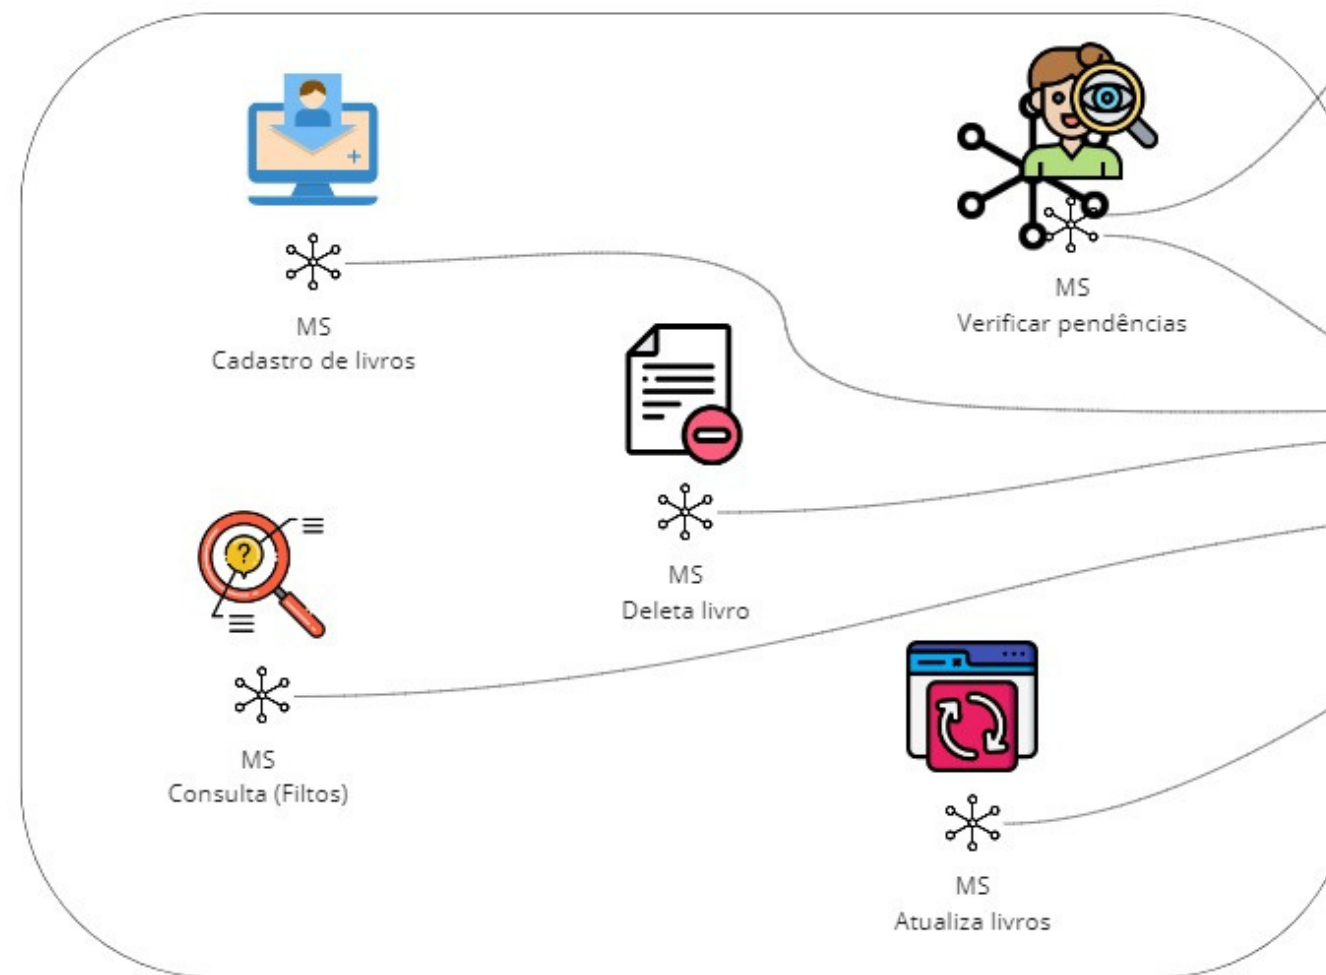 MS
Cadastro de livros
MS
Verificar pendências
MS
Deleta livro
MS
Consulta (Filtos)
MS
Atualiza livros